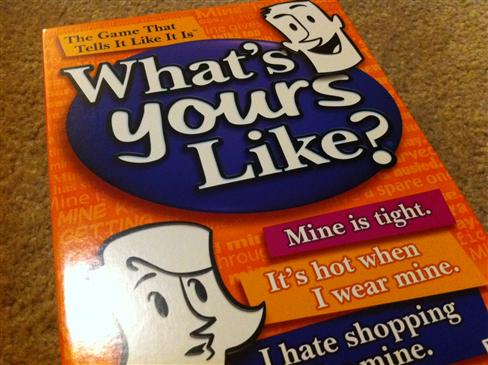 The Game That
Tells It Like It Is™
What's
yours
Like?
Mine is tight.
It's hot when
I wear mine.
I hate shopping
mine.